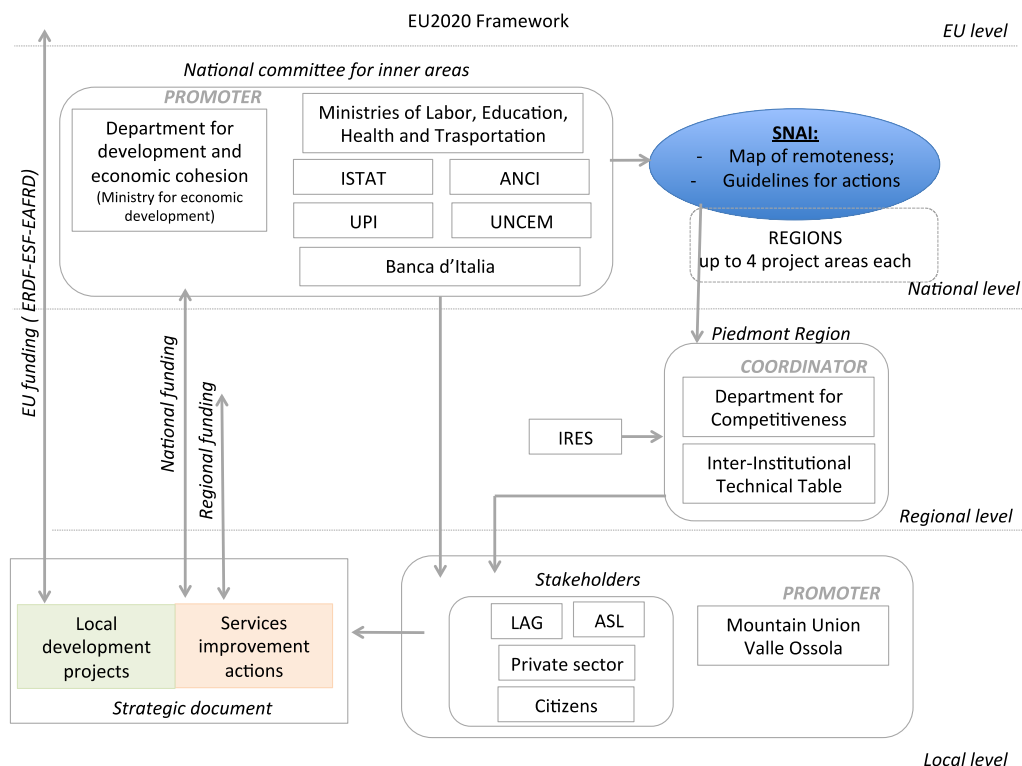 EU2020 Framework
EU level
National committee for inner areas
PROMOTER
Department for
development and
economic cohesion
(Ministry for economic
development)
Ministries of Labor, Education,
Health and Trasportation
ISTAT
ANCI
UPI
UNCEM
Banca d'Italia
SNAI:
- Map of remoteness;
- Guidelines for actions
REGIONS
up to 4 project areas each
National level
EU funding ( ERDF-ESF-EAFRD)
National funding
Regional funding
Piedmont Region
COORDINATOR
Department for
Competitiveness
IRES
Inter-Institutional
Technical Table
Regional level
Local
development
projects
Services
improvement
actions
Strategic document
Stakeholders
LAG
ASL
Private sector
Citizens
PROMOTER
Mountain Union
Valle Ossola
Local level